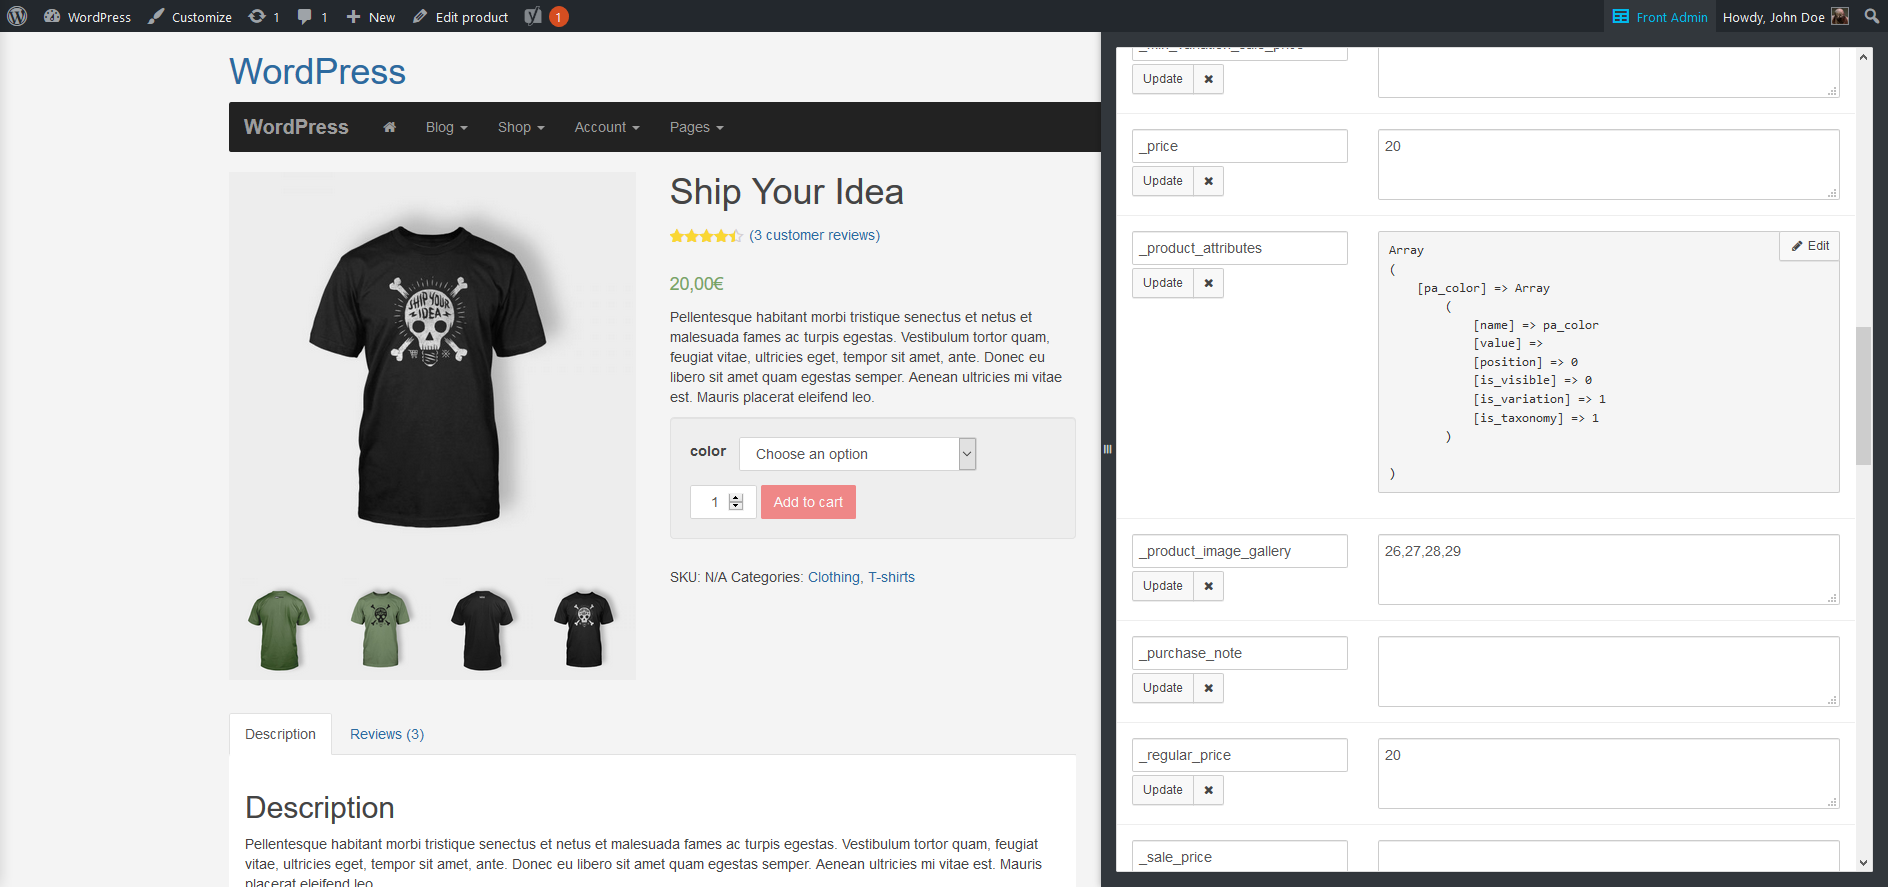 WordPress
Customize
1
1
New
Edit product
1
Front Admin
Howdy, John Doe
WordPress
WordPress
Blog
Shop
Account
Pages
Ship Your Idea
(3 customer reviews)
20,00€
Pellentesque habitant morbi tristique senectus et netus et
malesuada fames ac turpis egestas. Vestibulum tortor quam,
feugiat vitae, ultricies eget, tempor sit amet, ante. Donec eu
libero sit amet quam egestas semper. Aenean ultricies mi vitae
est. Mauris placerat eleifend leo.
SHIP YOUR
IDEA
color
Choose an option
1
Add to cart
SKU: N/A Categories: Clothing, T-shirts
Description
Reviews (3)
Description
Pellentesque habitant morbi tristique senectus et netus et malesuada fames ac turpis egestas. Vestibulum tortor quam, feugiat
vitae, ultricies eget, tempor sit amet, ante. Donec eu libero sit amet quam egestas semper. Aenean ultricies mi vitae est. Mauris
placerat eleifend leo.
_min_variation_sale_price
Update
_price
20
Update
_product_attributes
Update
Edit
Array
(
[pa_color] => Array
(
[name] => pa_color
[value] =>
[position] => 0
[is_visible] => 0
[is_variation] => 1
[is_taxonomy] => 1
)
)
_product_image_gallery
26,27,28,29
Update
_purchase_note
Update
_regular_price
20
Update
_sale_price